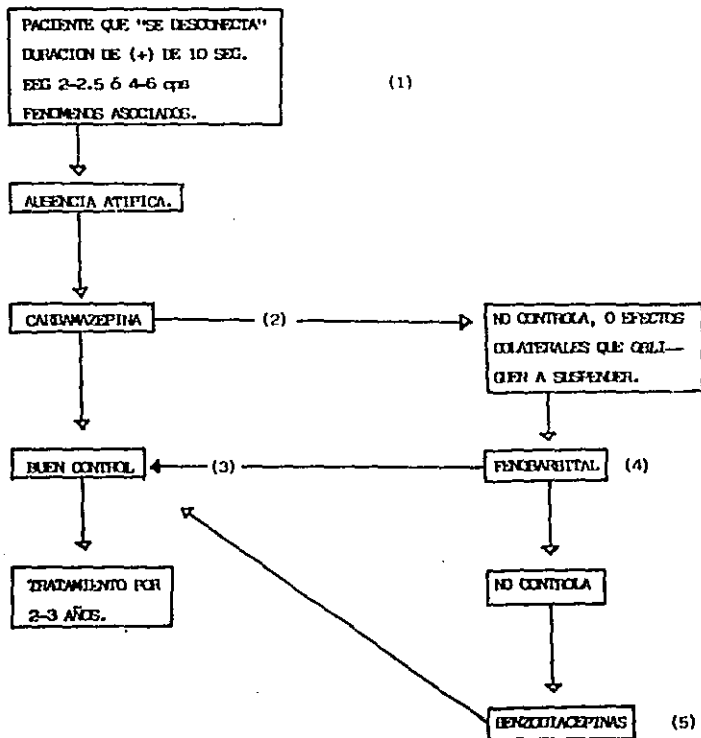 PACIENTE QUE "SE DESCONECTA"
DURACION DE (+) DE 10 SEG.
EEG 2-2.5 ó 4-6 cps
FENOMENOS ASOCIADOS.
(1)
AUSENCIA ATIPICA.
CARBAMAZEPINA
(2)
NO CONTROLA, O EFECTOS
COLATERALES QUE OBLI—
GUEN A SUSPENDER.
BUEN CONTROL
(3)
FENOBARBITAL
(4)
TRATAMIENTO POR
2-3 AÑOS.
NO CONTROLA
BENZODIACEPINAS
(5)